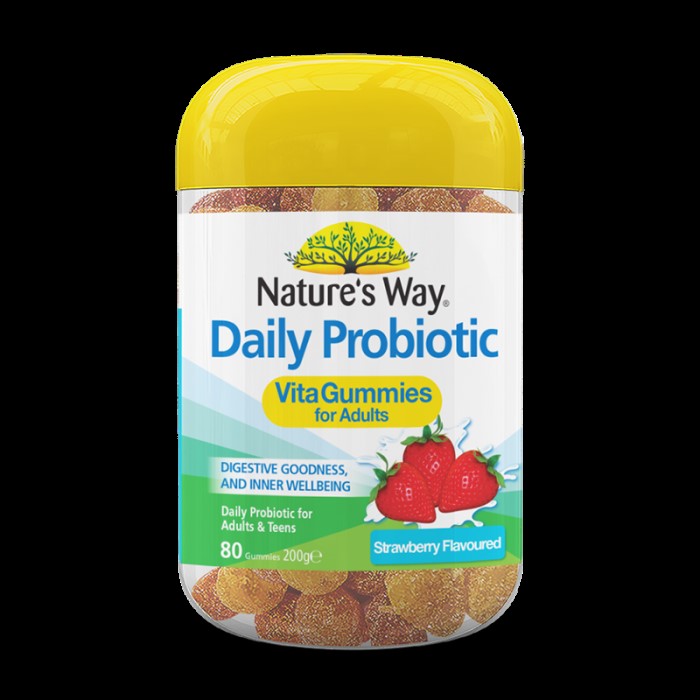 Nature's Way®
Daily Probiotic
VitaGummies
for Adults
DIGESTIVE GOODNESS,
AND INNER WELLBEING
Daily Probiotic for
Adults & Teens
80 Gummies 200g℮
Strawberry Flavoured